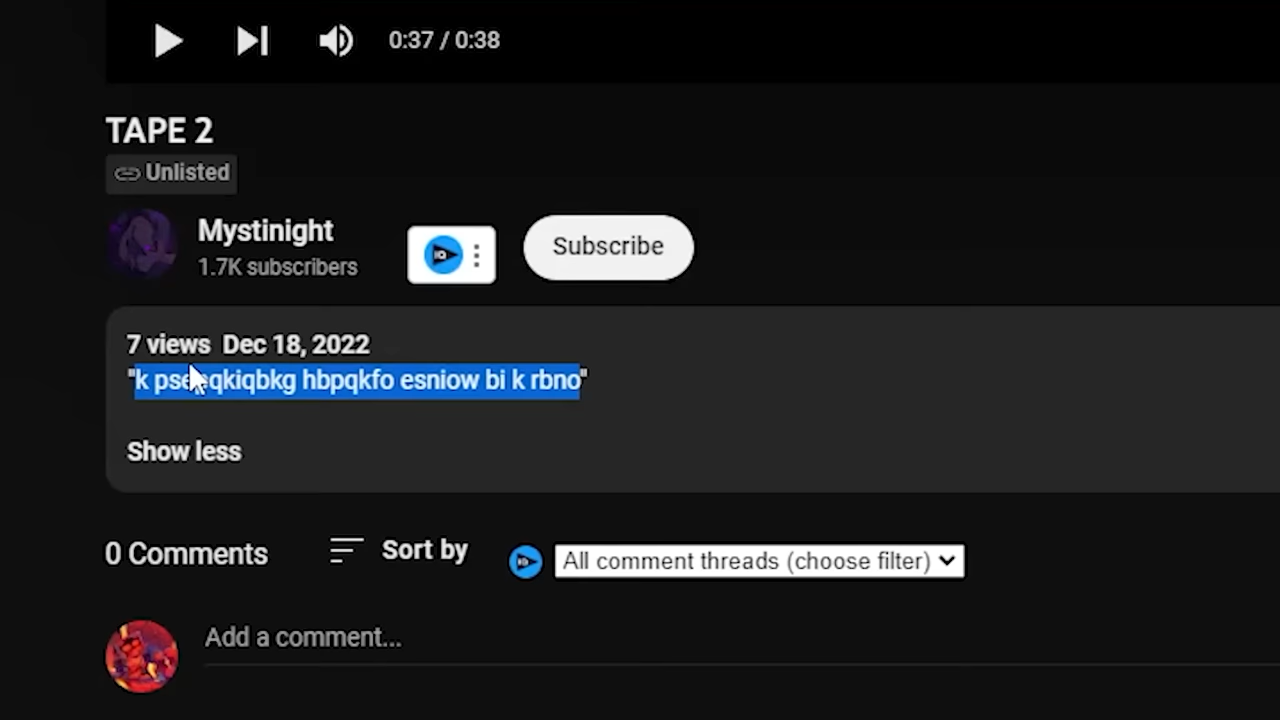 0:37 / 0:38
TAPE 2
Unlisted
Mystinight
1.7K subscribers
Subscribe
7 views Dec 18, 2022
hbpqkfo esniow bi k rbno"
Show less
0 Comments
Sort by
All comment threads (choose filter)
Add a comment...